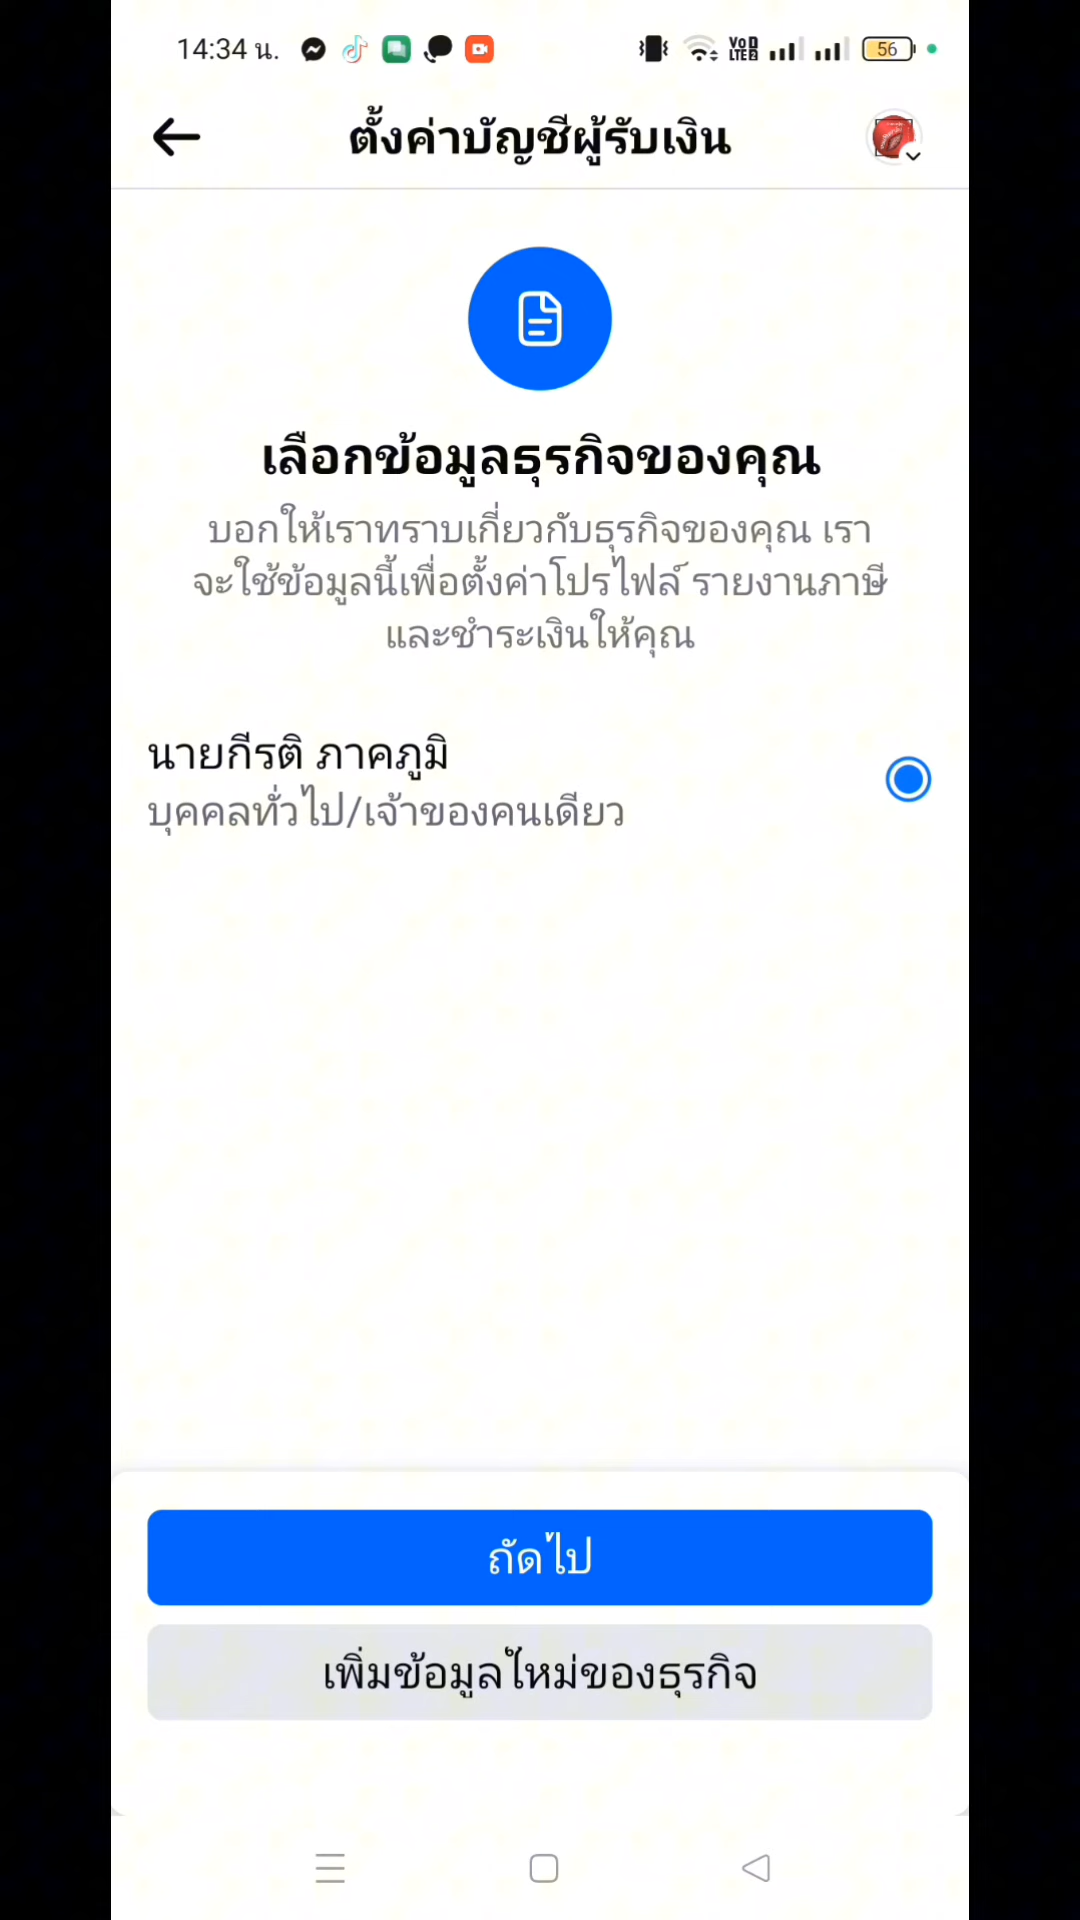 14:34 น.
VoD LTE2
56
ตั้งค่าบัญชีผู้รับเงิน
เลือกข้อมูลธุรกิจของคุณ
บอกให้เราทราบเกี่ยวกับธุรกิจของคุณ เรา
จะใช้ข้อมูลนี้เพื่อตั้งค่าโปรไฟล์ รายงานภาษี
และชำระเงินให้คุณ
นายกีรติ ภาคภูมิ
บุคคลทั่วไป/เจ้าของคนเดียว
ถัดไป
เพิ่มข้อมูลใหม่ของธุรกิจ